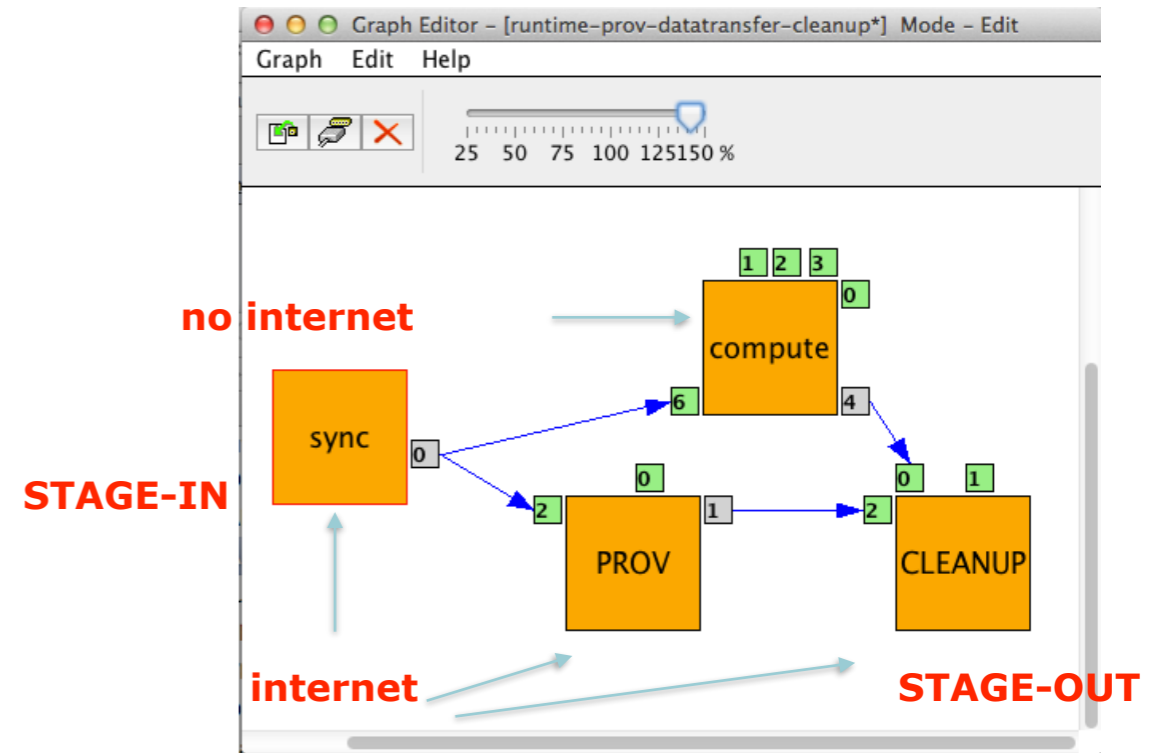 Graph Editor – [runtime-prov-datatransfer-cleanup*] Mode – Edit
Graph Edit Help
25 50 75 100 125150 %
1 2 3
0
no internet
compute
6 4
sync
0
STAGE-IN
0 0 1
2 1 2
PROV CLEANUP
internet STAGE-OUT